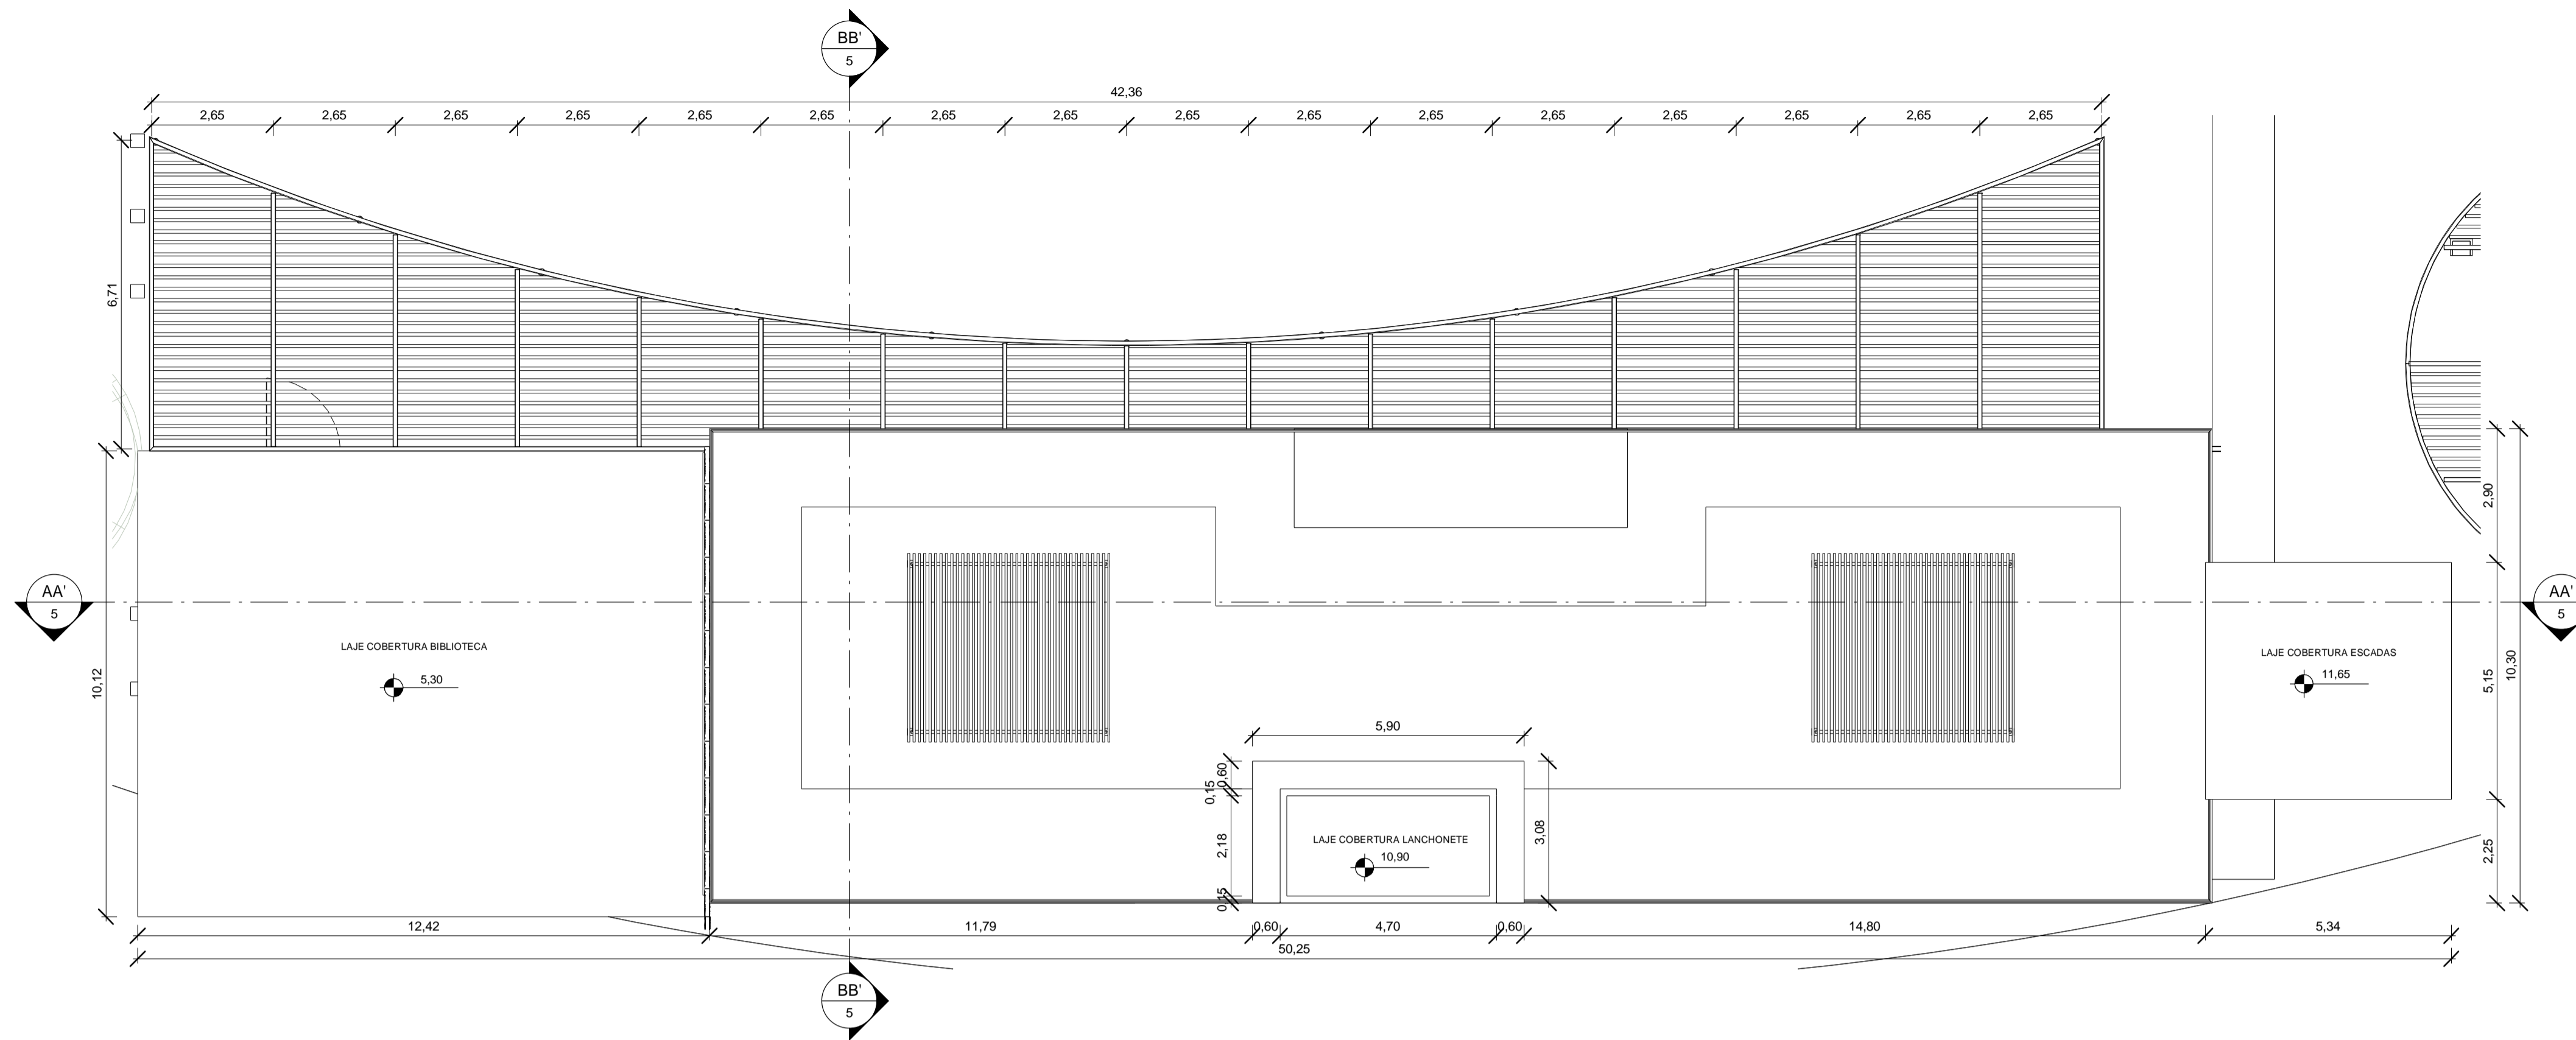 BB'
5
42,36
2,65 2,65 2,65 2,65 2,65 2,65 2,65 2,65 2,65 2,65 2,65 2,65 2,65 2,65 2,65 2,65
6,71
2,90
AA'
5
AA'
5
LAJE COBERTURA BIBLIOTECA
5,30
LAJE COBERTURA ESCADAS
11,65
10,12
5,15
10,30
5,90
0,60
0,15
2,18
0,15
3,08
LAJE COBERTURA LANCHONETE
10,90
2,25
12,42 11,79 0,60 4,70 0,60 14,80 5,34
50,25
BB'
5